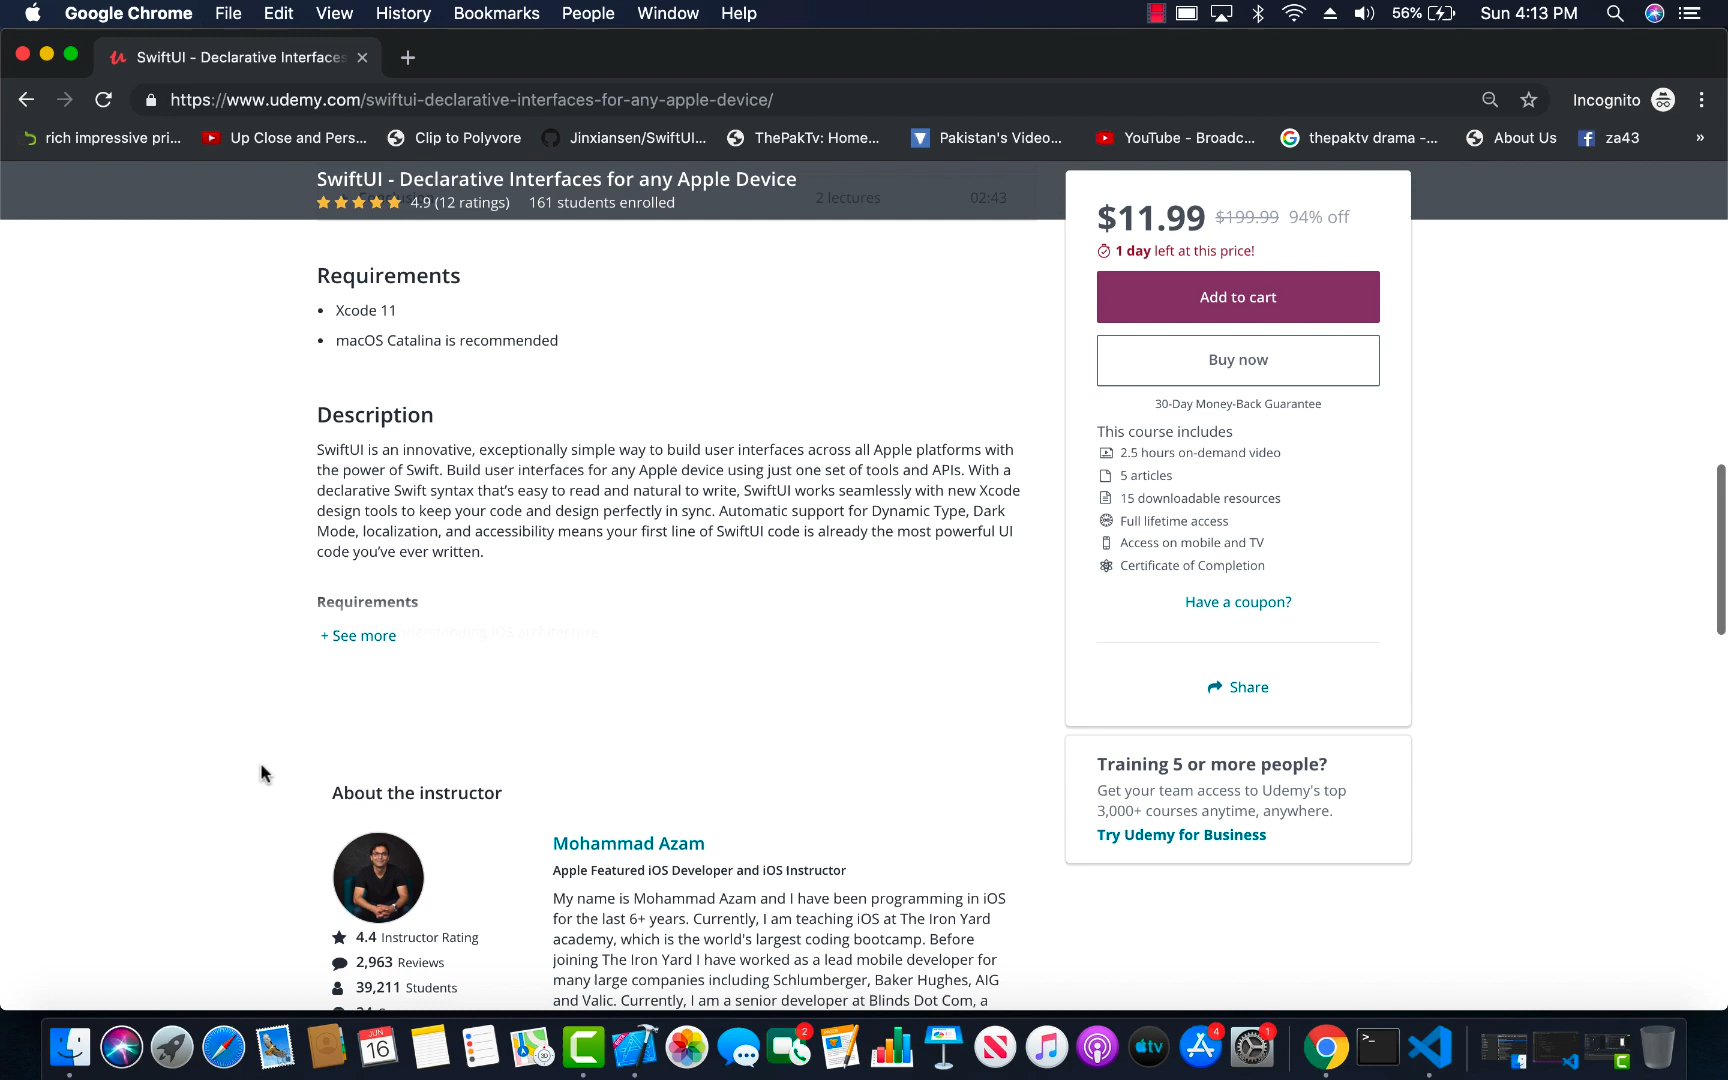 Google Chrome File Edit View History Bookmarks People Window Help 56% Sun 4:13 PM
SwiftUI - Declarative Interfaces
https://www.udemy.com/swiftui-declarative-interfaces-for-any-apple-device/ Incognito
rich impressive pri... Up Close and Pers... Clip to Polyvore Jinxiansen/SwiftUI... ThePakTv: Home... Pakistan's Video... YouTube - Broadc... thepaktv drama -... About Us za43 »
SwiftUI - Declarative Interfaces for any Apple Device
4.9 (12 ratings) 161 students enrolled
Conclusion 2 lectures 02:43
Requirements
• Xcode 11
• macOS Catalina is recommended
Description
SwiftUI is an innovative, exceptionally simple way to build user interfaces across all Apple platforms with
the power of Swift. Build user interfaces for any Apple device using just one set of tools and APIs. With a
declarative Swift syntax that's easy to read and natural to write, SwiftUI works seamlessly with new Xcode
design tools to keep your code and design perfectly in sync. Automatic support for Dynamic Type, Dark
Mode, localization, and accessibility means your first line of SwiftUI code is already the most powerful UI
code you've ever written.
Requirements
iOS architecture
+ See more
About the instructor
4.4 Instructor Rating
2,963 Reviews
39,211 Students
Mohammad Azam
Apple Featured iOS Developer and iOS Instructor
My name is Mohammad Azam and I have been programming in iOS
for the last 6+ years. Currently, I am teaching iOS at The Iron Yard
academy, which is the world's largest coding bootcamp. Before
joining The Iron Yard I have worked as a lead mobile developer for
many large companies including Schlumberger, Baker Hughes, AIG
and Valic. Currently, I am a senior developer at Blinds Dot Com, a
$11.99 $199.99 94% off
1 day left at this price!
Add to cart
Buy now
30-Day Money-Back Guarantee
This course includes
2.5 hours on-demand video
5 articles
15 downloadable resources
Full lifetime access
Access on mobile and TV
Certificate of Completion
Have a coupon?
Share
Training 5 or more people?
Get your team access to Udemy's top
3,000+ courses anytime, anywhere.
Try Udemy for Business
JUN
16
3D
2
tv
4
1